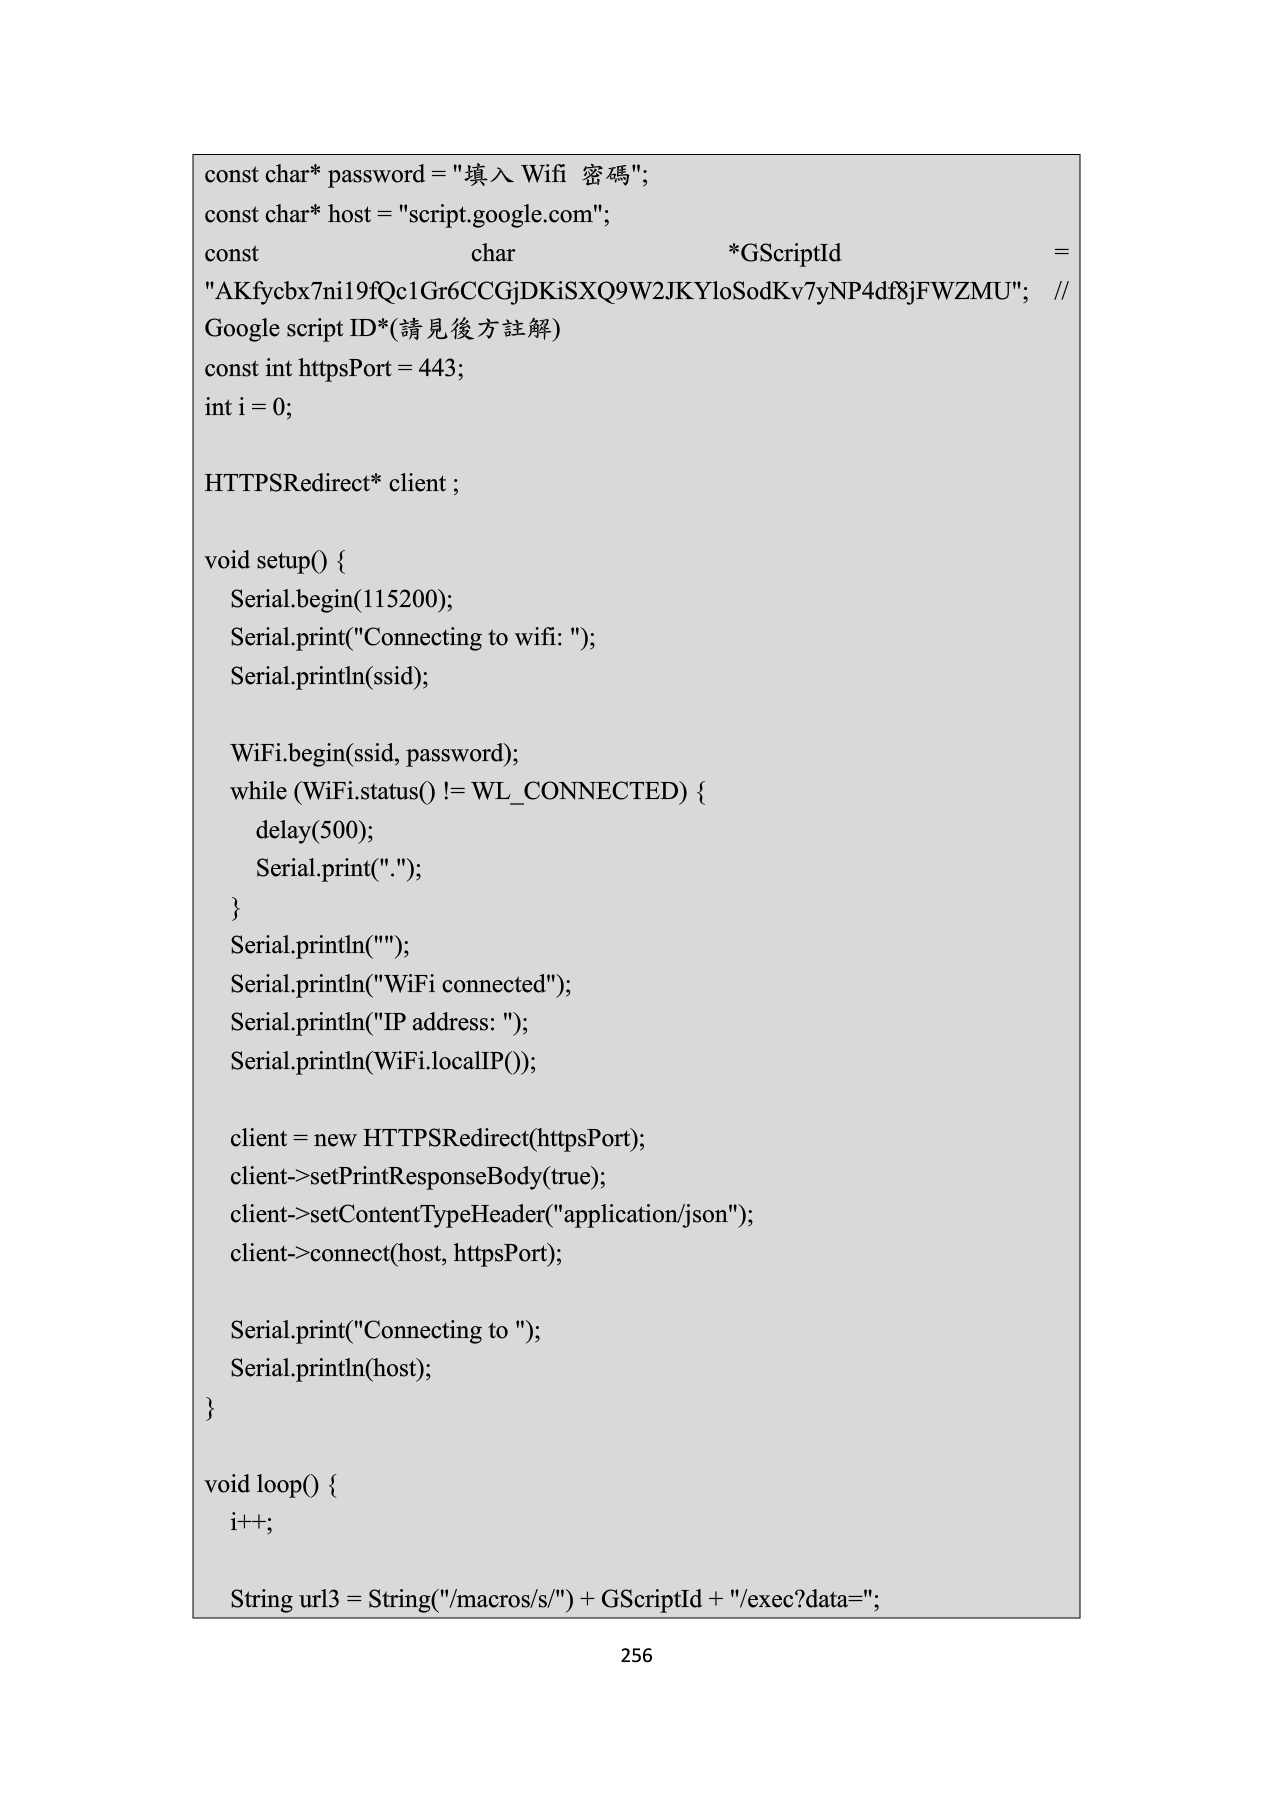 const char* password = "填入 Wifi 密碼";
const char* host = "script.google.com";
const char *GScriptId =
"AKfycbx7ni19fQc1Gr6CCGjDKiSXQ9W2JKYloSodKv7yNP4df8jFWZMU"; //
Google script ID*(請見後方註解)
const int httpsPort = 443;
int i = 0;
HTTPSRedirect* client ;
void setup() {
Serial.begin(115200);
Serial.print("Connecting to wifi: ");
Serial.println(ssid);
WiFi.begin(ssid, password);
while (WiFi.status() != WL_CONNECTED) {
delay(500);
Serial.print(".");
}
Serial.println("");
Serial.println("WiFi connected");
Serial.println("IP address: ");
Serial.println(WiFi.localIP());
client = new HTTPSRedirect(httpsPort);
client->setPrintResponseBody(true);
client->setContentTypeHeader("application/json");
client->connect(host, httpsPort);
Serial.print("Connecting to ");
Serial.println(host);
}
void loop() {
i++;
String url3 = String("/macros/s/") + GScriptId + "/exec?data=";
256